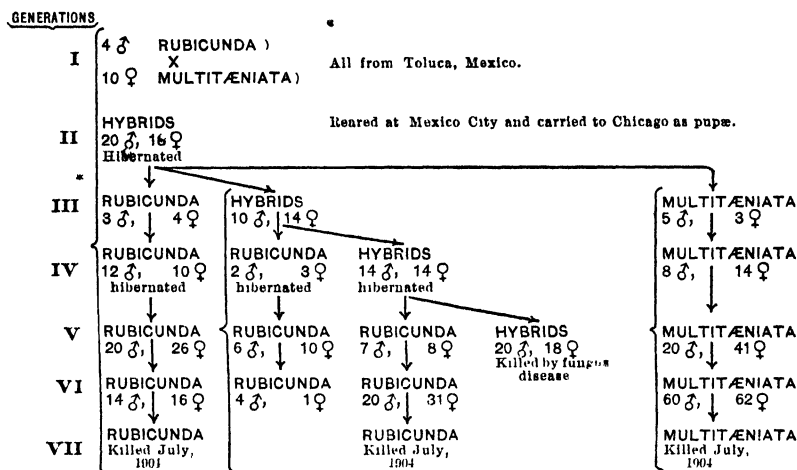 GENERATIONS
I
4 ♂ RUBICUNDA )
X
10 ♀ MULTITÆNIATA )
All from Toluca, Mexico.
II
HYBRIDS
20 ♂, 16 ♀
Hibernated
Reared at Mexico City and carried to Chicago as pupæ.
III
RUBICUNDA
3 ♂, 4 ♀
HYBRIDS
10 ♂, 14 ♀
MULTITÆNIATA
5 ♂, 3 ♀
IV
RUBICUNDA
12 ♂, 10 ♀
hibernated
RUBICUNDA
2 ♂, 3 ♀
hibernated
HYBRIDS
14 ♂, 14 ♀
hibernated
MULTITÆNIATA
8 ♂, 14 ♀
V
RUBICUNDA
20 ♂, 26 ♀
RUBICUNDA
6 ♂, 10 ♀
RUBICUNDA
7 ♂, 8 ♀
HYBRIDS
20 ♂, 18 ♀
Killed by fungus
disease
MULTITÆNIATA
20 ♂, 41 ♀
VI
RUBICUNDA
14 ♂, 16 ♀
RUBICUNDA
4 ♂, 1 ♀
RUBICUNDA
20 ♂, 31 ♀
MULTITÆNIATA
60 ♂, 62 ♀
VII
RUBICUNDA
Killed July,
1904
RUBICUNDA
Killed July,
1904
MULTITÆNIATA
Killed July,
1904